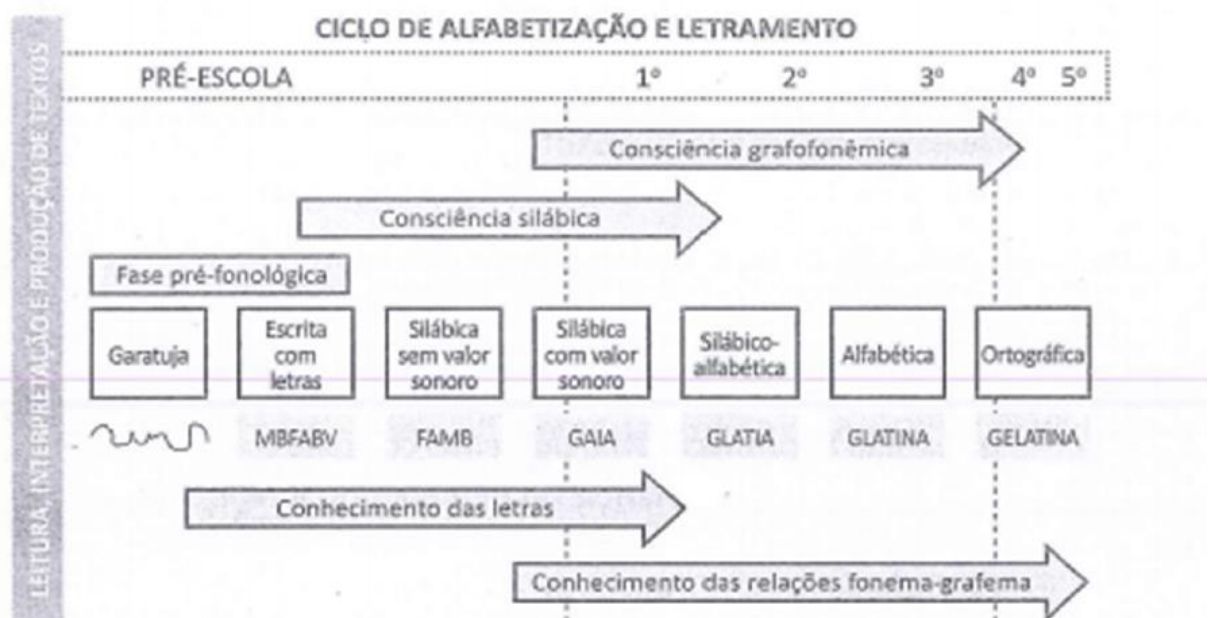 CICLO DE ALFABETIZAÇÃO E LETRAMENTO
PRÉ-ESCOLA 1º 2º 3º 4º 5º
LEITURA, INTERPRETAÇÃO E PRODUÇÃO DE TEXTOS
Consciência grafofonêmica
Consciência silábica
Fase pré-fonológica
Garatuja
Escrita
com
letras
Silábica
sem valor
sonoro
Silábica
com valor
sonoro
Silábico-
alfabética
Alfabética
Ortográfica
MBFABV
FAMB
GAIA
GLATIA
GLATINA
GELATINA
Conhecimento das letras
Conhecimento das relações fonema-grafema